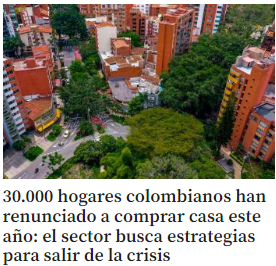 30.000 hogares colombianos han
renunciado a comprar casa este
año: el sector busca estrategias
para salir de la crisis